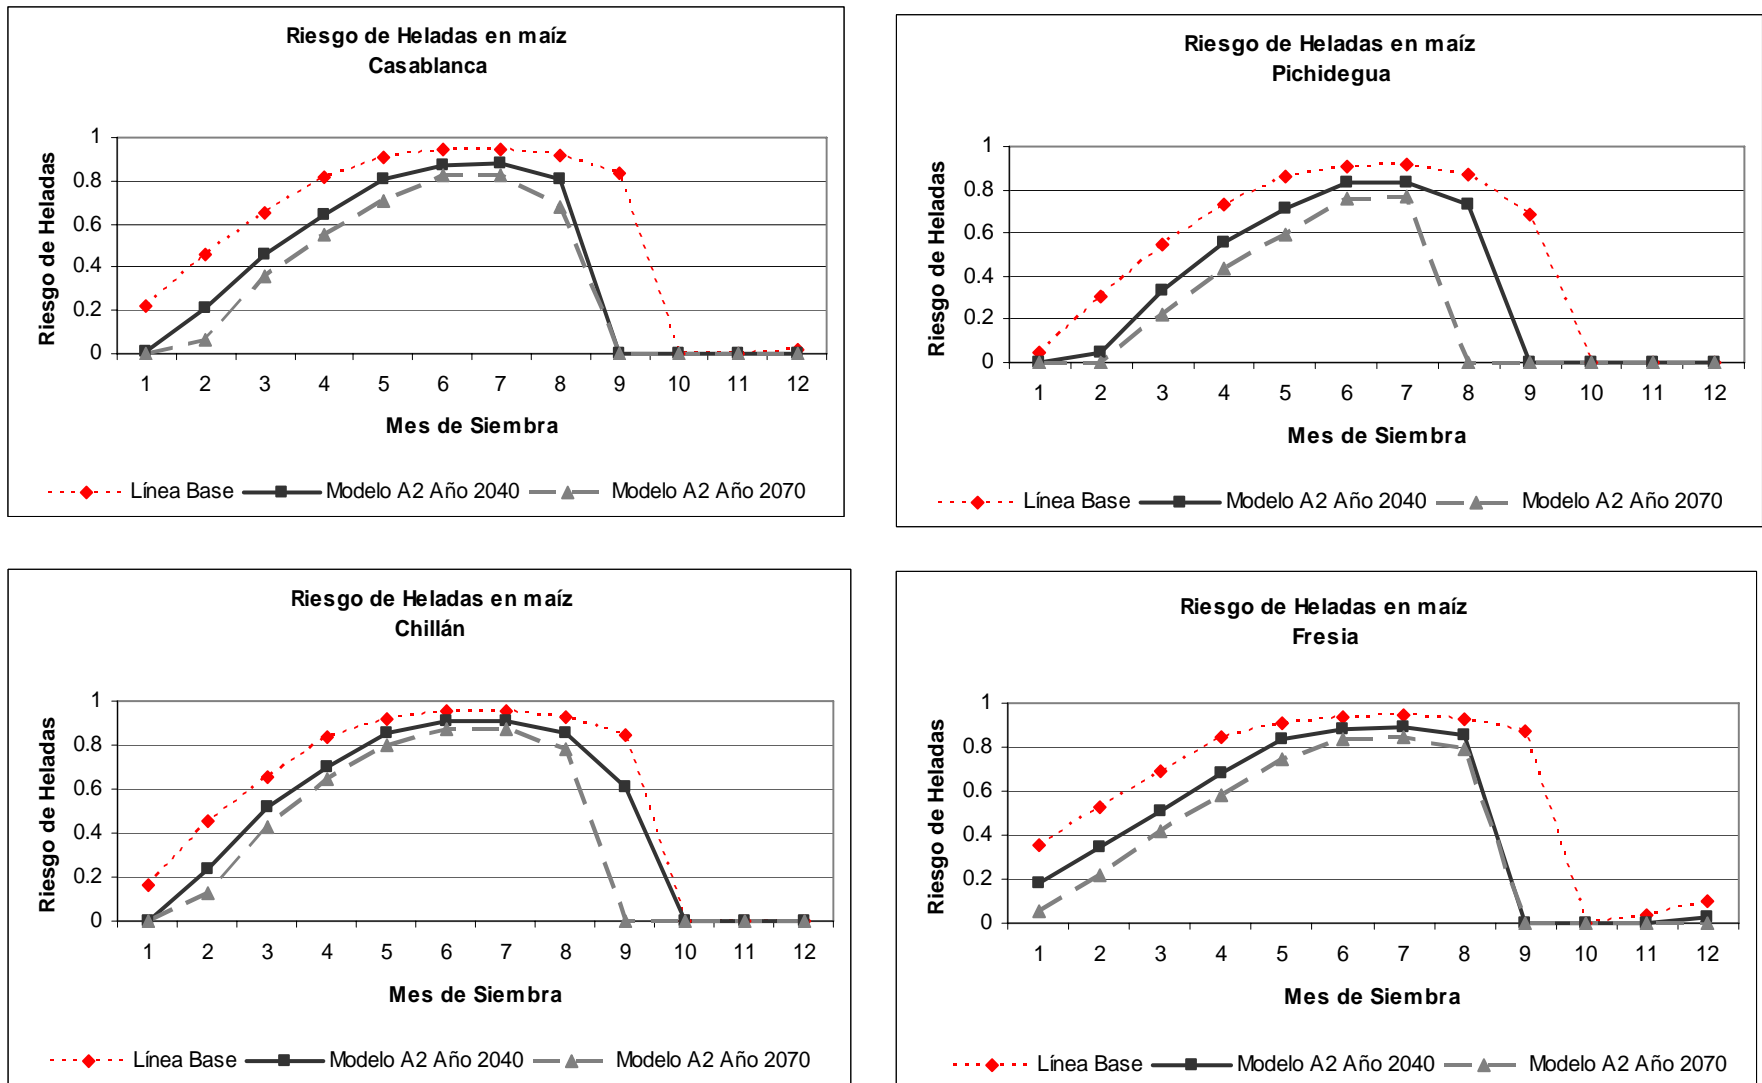 Riesgo de Heladas en maíz
Casablanca
Riesgo de Heladas
1
0.8
0.6
0.4
0.2
0
1 2 3 4 5 6 7 8 9 10 11 12
Mes de Siembra
Línea Base Modelo A2 Año 2040 Modelo A2 Año 2070
Riesgo de Heladas en maíz
Pichidegua
Riesgo de Heladas
1
0.8
0.6
0.4
0.2
0
1 2 3 4 5 6 7 8 9 10 11 12
Mes de Siembra
Línea Base Modelo A2 Año 2040 Modelo A2 Año 2070
Riesgo de Heladas en maíz
Chillán
Riesgo de Heladas
1
0.8
0.6
0.4
0.2
0
1 2 3 4 5 6 7 8 9 10 11 12
Mes de Siembra
Línea Base Modelo A2 Año 2040 Modelo A2 Año 2070
Riesgo de Heladas en maíz
Fresia
Riesgo de Heladas
1
0.8
0.6
0.4
0.2
0
1 2 3 4 5 6 7 8 9 10 11 12
Mes de Siembra
Línea Base Modelo A2 Año 2040 Modelo A2 Año 2070